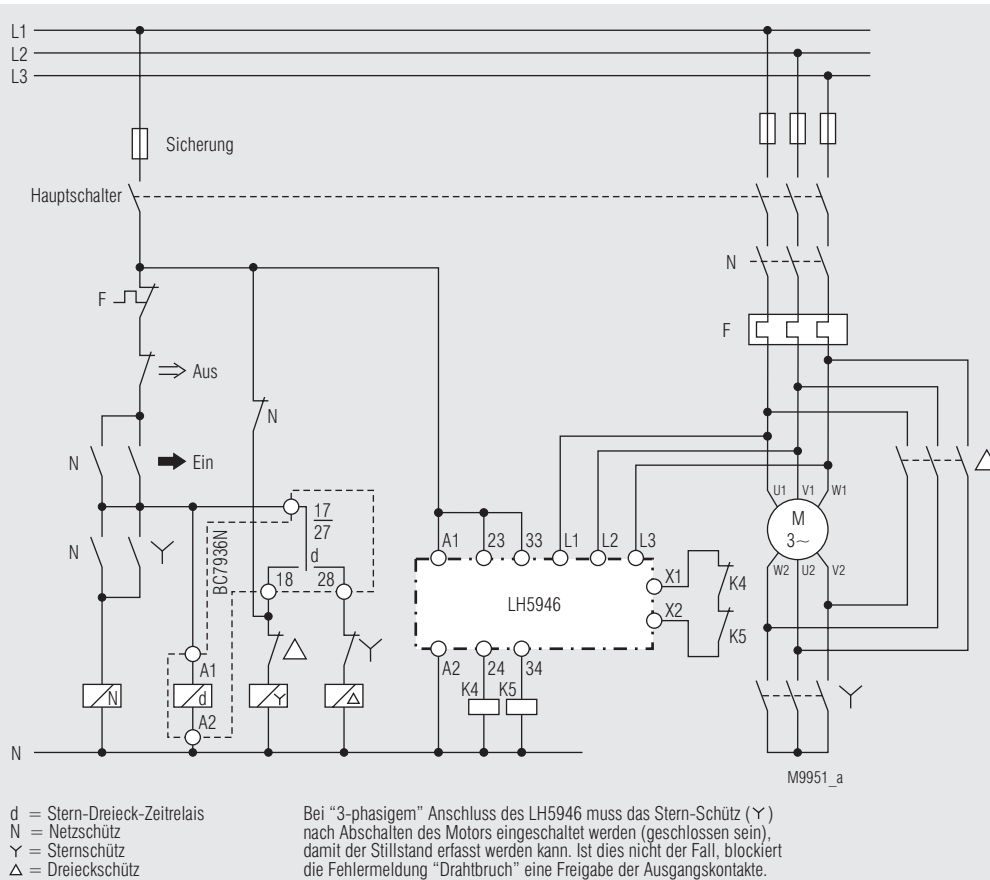 L1
L2
L3
Sicherung
Hauptschalter
N
F
F
Aus
N
N
Ein
17
27
d
BC7936N
18 28
N
Y
△
Y
A1
A2
N d Y △
N
A1 23 33 L1 L2 L3
LH5946
X1
X2
K4
K5
A2 24 34
K4 K5
U1 V1 W1
M
3~
W2 U2 V2
△
Y
M9951_a
d = Stern-Dreieck-Zeitrelais
N = Netzschütz
Y = Sternschütz
△ = Dreieckschütz
Bei “3-phasigem” Anschluss des LH5946 muss das Stern-Schütz (Y)
nach Abschalten des Motors eingeschaltet werden (geschlossen sein),
damit der Stillstand erfasst werden kann. Ist dies nicht der Fall, blockiert
die Fehlermeldung “Drahtbruch” eine Freigabe der Ausgangskontakte.